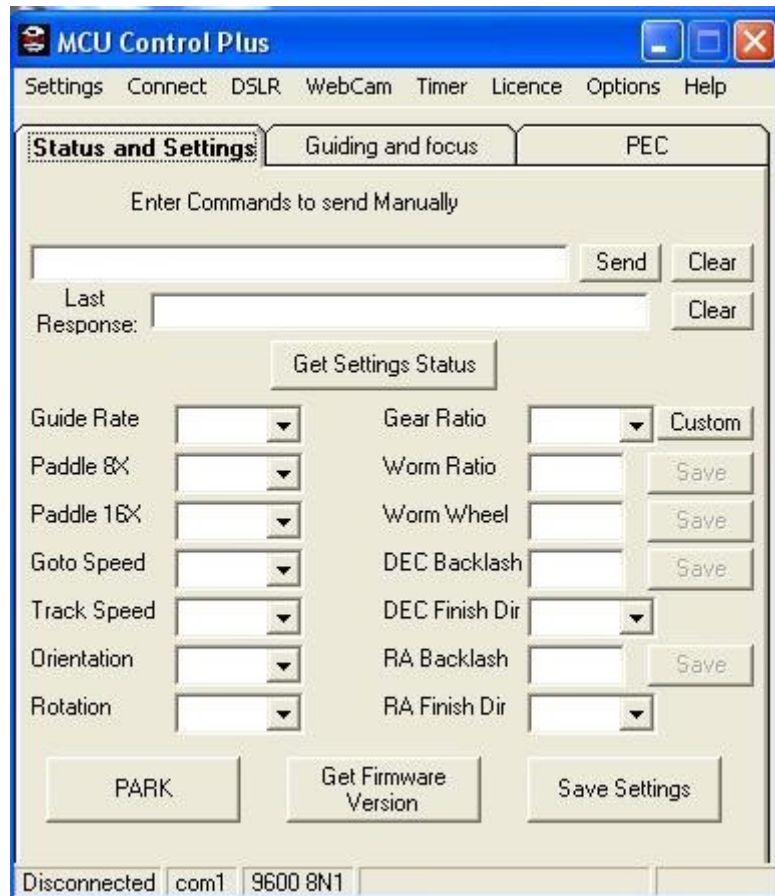 MCU Control Plus
Settings Connect DSLR WebCam Timer Licence Options Help
Status and Settings Guiding and focus PEC
Enter Commands to send Manually
Send Clear
Last
Response:
Clear
Get Settings Status
Guide Rate Gear Ratio Custom
Paddle 8X Worm Ratio Save
Paddle 16X Worm Wheel Save
Goto Speed DEC Backlash Save
Track Speed DEC Finish Dir
Orientation RA Backlash Save
Rotation RA Finish Dir
PARK
Get Firmware
Version
Save Settings
Disconnected com1 9600 8N1